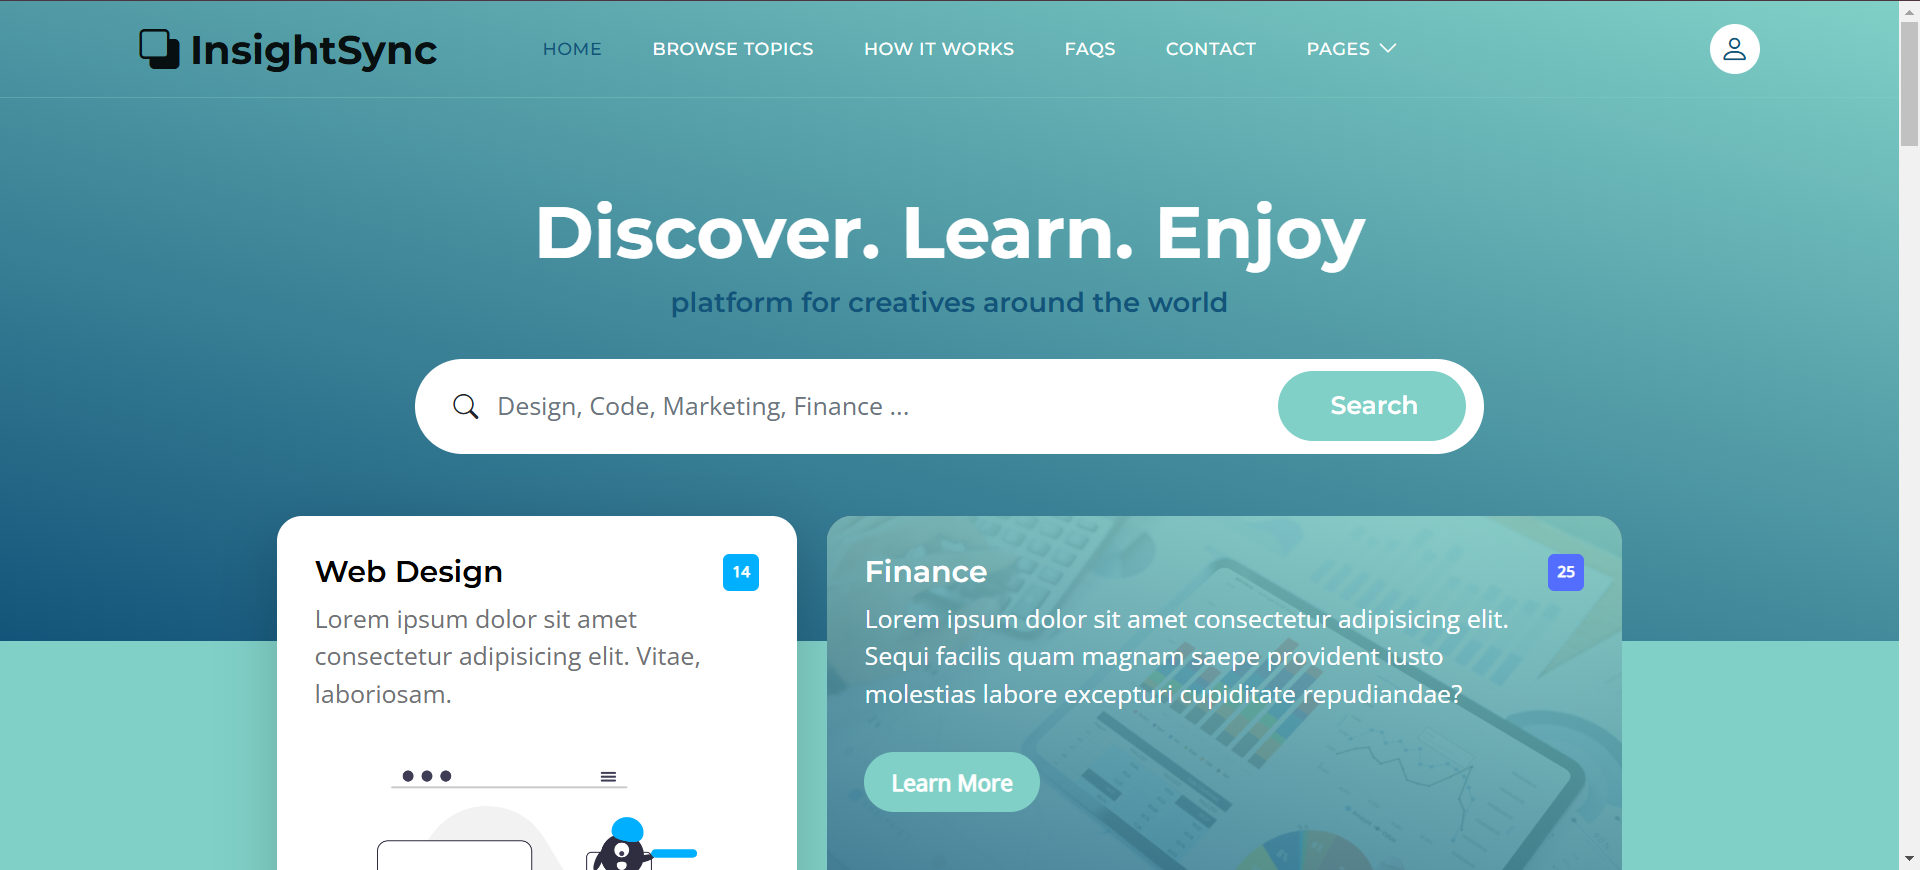 InsightSync
HOME
BROWSE TOPICS
HOW IT WORKS
FAQS
CONTACT
PAGES
Discover. Learn. Enjoy
platform for creatives around the world
Design, Code, Marketing, Finance ...
Search
Web Design
14
Lorem ipsum dolor sit amet
consectetur adipisicing elit. Vitae,
laboriosam.
Finance
25
Lorem ipsum dolor sit amet consectetur adipisicing elit.
Sequi facilis quam magnam saepe provident iusto
molestias labore excepturi cupiditate repudiandae?
Learn More